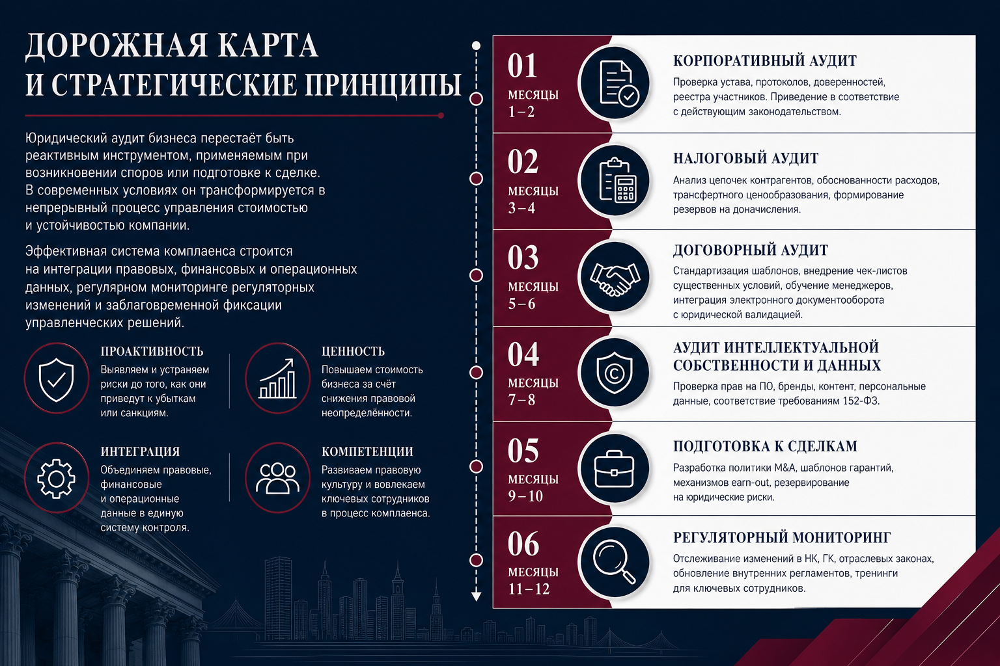 ДОРОЖНАЯ КАРТА
И СТРАТЕГИЧЕСКИЕ ПРИНЦИПЫ
Юридический аудит бизнеса перестаёт быть
реактивным инструментом, применяемым при
возникновении споров или подготовке к сделке.
В современных условиях он трансформируется в
непрерывный процесс управления стоимостью
и устойчивостью компании.
Эффективная система комплаенса строится
на интеграции правовых, финансовых и операционных
данных, регулярном мониторинге регуляторных
изменений и заблаговременной фиксации
управленческих решений.
ПРОАКТИВНОСТЬ
Выявляем и устраняем
риски до того, как они
приведут к убыткам
или санкциям.
ЦЕННОСТЬ
Повышаем стоимость
бизнеса за счёт
снижения правовой
неопределённости.
ИНТЕГРАЦИЯ
Объединяем правовые,
финансовые
и операционные
данные в единую
систему контроля.
КОМПЕТЕНЦИИ
Развиваем правовую
культуру и вовлекаем
ключевых сотрудников
в процесс комплаенса.
01
МЕСЯЦЫ
1–2
КОРПОРАТИВНЫЙ АУДИТ
Проверка устава, протоколов, доверенностей,
реестра участников. Приведение в соответствие
с действующим законодательством.
02
МЕСЯЦЫ
3–4
НАЛОГОВЫЙ АУДИТ
Анализ цепочек контрагентов, обоснованности расходов,
трансфертного ценообразования, формирование
резервов на доначисления.
03
МЕСЯЦЫ
5–6
ДОГОВОРНЫЙ АУДИТ
Стандартизация шаблонов, внедрение чек-листов
существенных условий, обучение менеджеров,
интеграция электронного документооборота
с юридической валидацией.
04
МЕСЯЦЫ
7–8
C
АУДИТ ИНТЕЛЛЕКТУАЛЬНОЙ
СОБСТВЕННОСТИ И ДАННЫХ
Проверка прав на ПО, бренды, контент, персональные
данные, соответствие требованиям 152-ФЗ.
05
МЕСЯЦЫ
9–10
ПОДГОТОВКА К СДЕЛКАМ
Разработка политики M&A, шаблонов гарантий,
механизмов earn-out, резервирование
на юридические риски.
06
МЕСЯЦЫ
11–12
РЕГУЛЯТОРНЫЙ МОНИТОРИНГ
Отслеживание изменений в НК, ГК, отраслевых законах,
обновление внутренних регламентов, тренинги
для ключевых сотрудников.